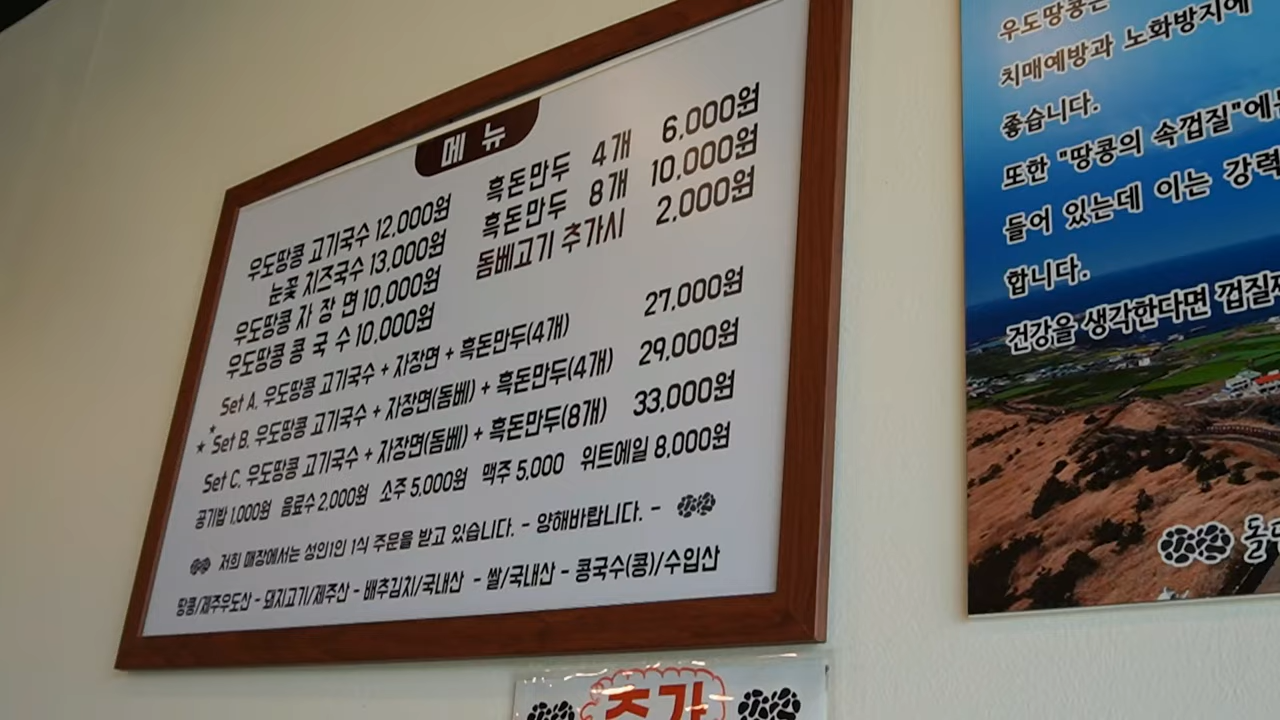 메뉴
우도땅콩 고기국수 12,000원
눈꽃 치즈국수 13,000원
우도땅콩 자 장 면 10,000원
우도땅콩 콩 국 수 10,000원
흑돈만두 4개 6,000원
흑돈만두 8개 10,000원
돔베고기 추가시 2,000원
Set A. 우도땅콩 고기국수 + 자장면 + 흑돈만두(4개) 27,000원
★ Set B. 우도땅콩 고기국수 + 자장면(돔베) + 흑돈만두(4개) 29,000원
Set C. 우도땅콩 고기국수 + 자장면(돔베) + 흑돈만두(8개) 33,000원
공기밥 1,000원 음료수 2,000원 소주 5,000원 맥주 5,000 위트에일 8,000원
저희 매장에서는 성인1인 1식 주문을 받고 있습니다. - 양해바랍니다. -
땅콩/제주우도산 - 돼지고기/제주산 - 배추김치/국내산 - 쌀/국내산 - 콩국수(콩)/수입산
우도땅콩은
치매예방과 노화방지에
좋습니다.
또한 "땅콩의 속껍질"에
들어 있는데 이는 강력
합니다.
건강을 생각한다면 껍질
추가